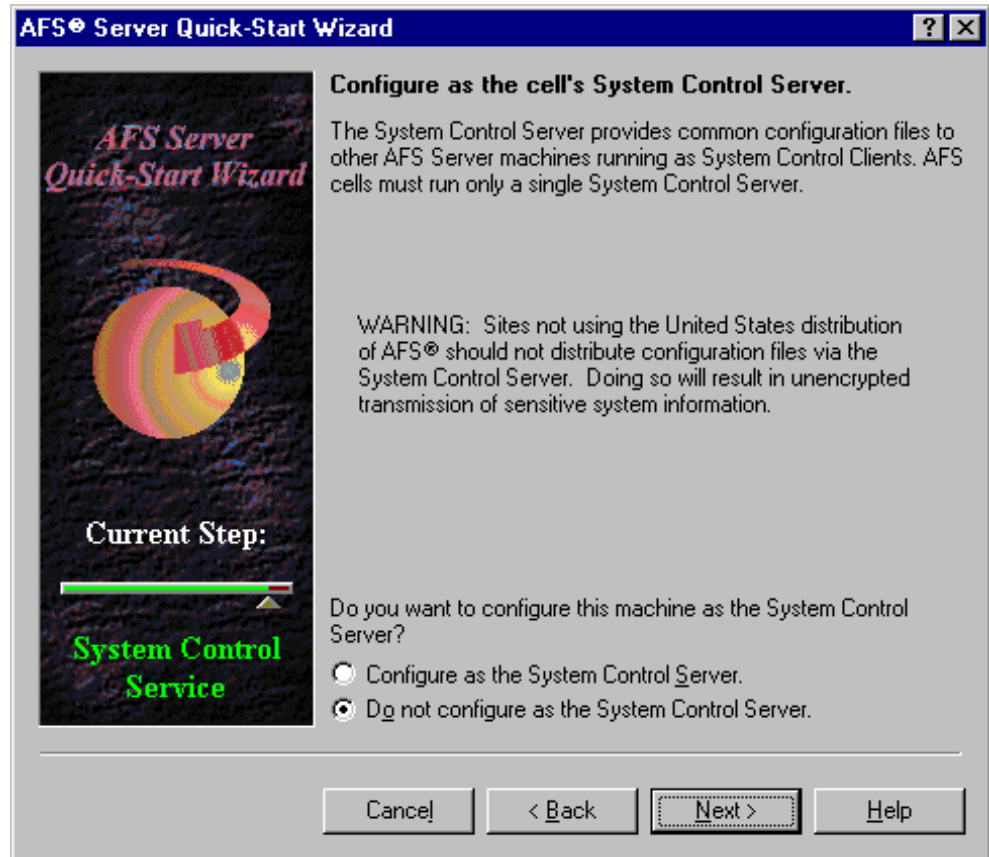 AFS® Server Quick-Start Wizard
AFS Server
Quick-Start Wizard
Current Step:
System Control
Service
Configure as the cell's System Control Server.
The System Control Server provides common configuration files to
other AFS Server machines running as System Control Clients. AFS
cells must run only a single System Control Server.
WARNING: Sites not using the United States distribution
of AFS® should not distribute configuration files via the
System Control Server. Doing so will result in unencrypted
transmission of sensitive system information.
Do you want to configure this machine as the System Control
Server?
Configure as the System Control Server.
Do not configure as the System Control Server.
Cancel
< Back
Next >
Help